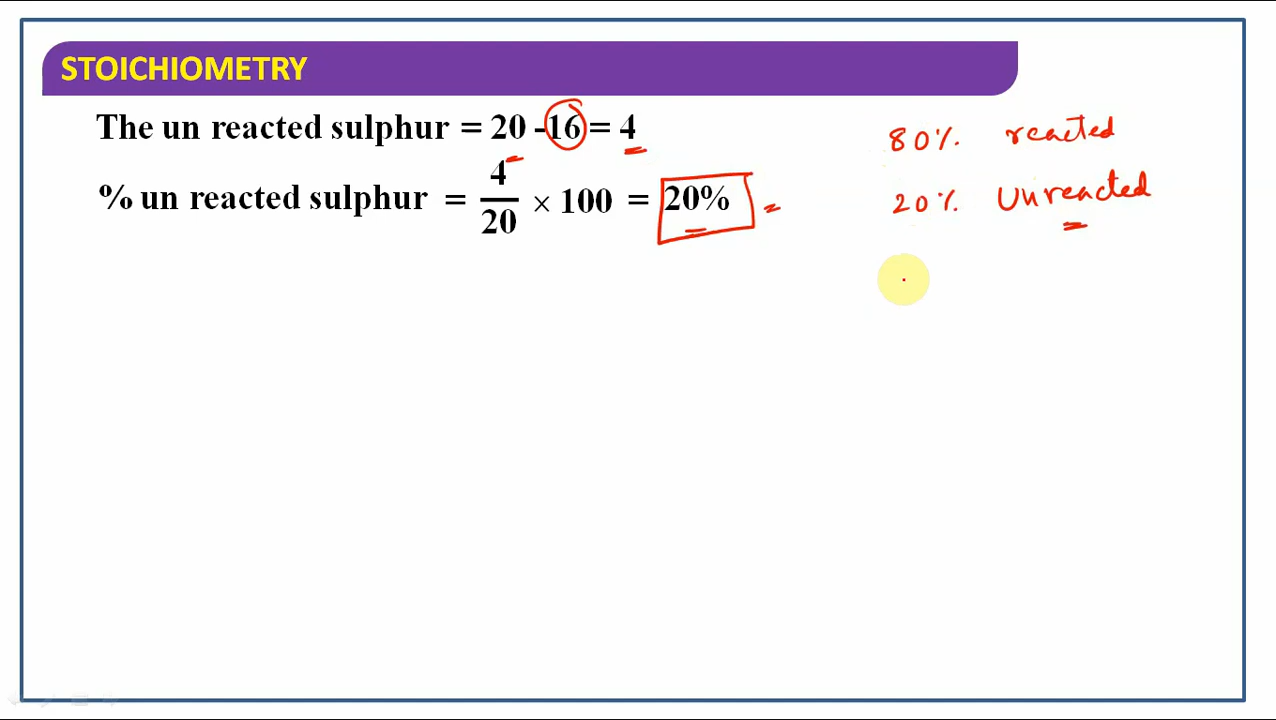 STOICHIOMETRY
The un reacted sulphur = 20 -16 = 4
80% reacted
% un reacted sulphur = 4/20 × 100 = 20%
20% Unreacted